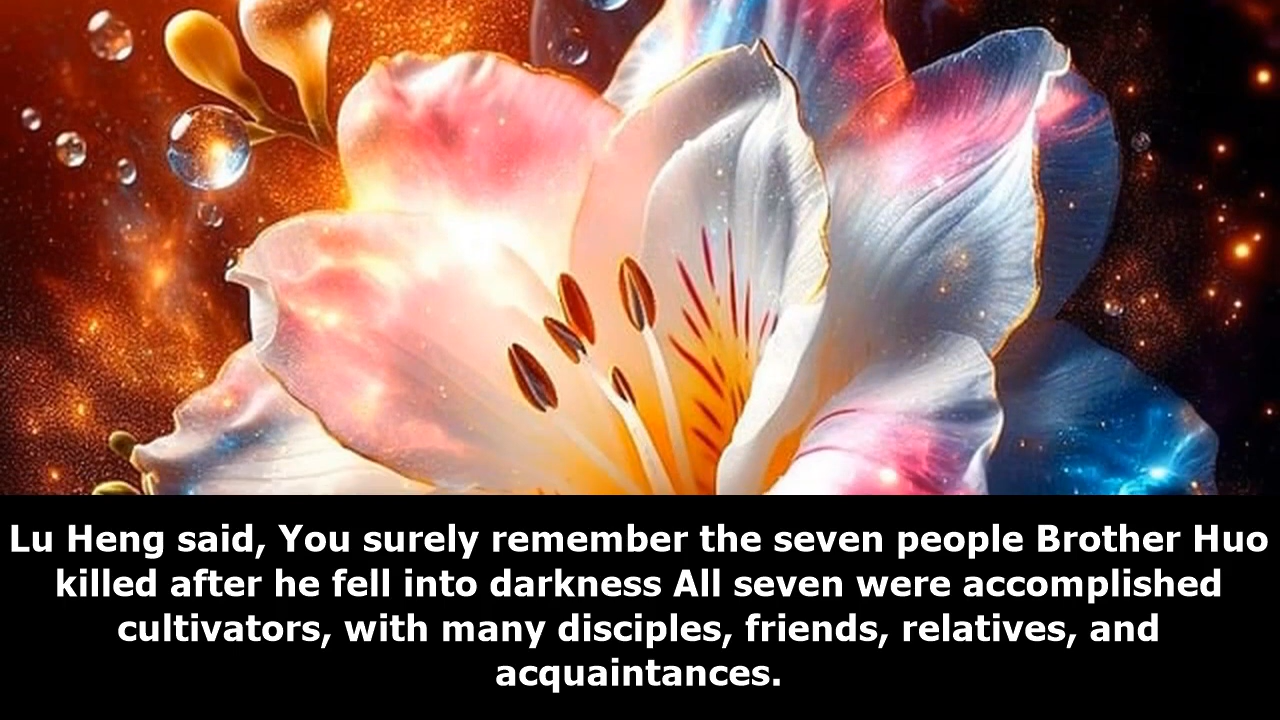 Lu Heng said, You surely remember the seven people Brother Huo
killed after he fell into darkness All seven were accomplished
cultivators, with many disciples, friends, relatives, and
acquaintances.